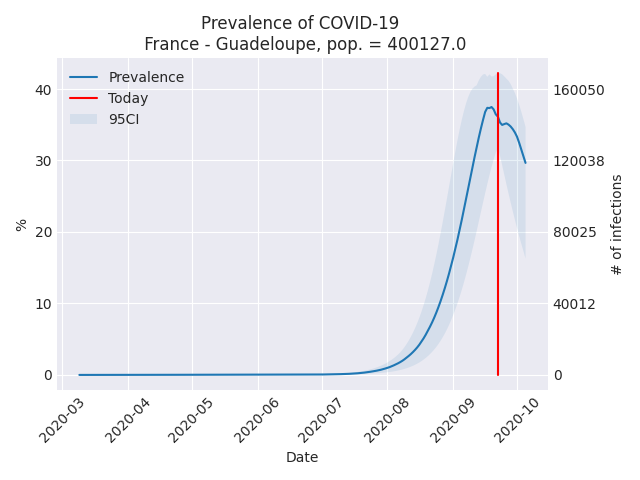 Prevalence of COVID-19
France - Guadeloupe, pop. = 400127.0
Prevalence
Today
95CI
40
30
20
10
0
%
160050
120038
80025
40012
0
# of infections
2020-03
2020-04
2020-05
2020-06
2020-07
2020-08
2020-09
2020-10
Date